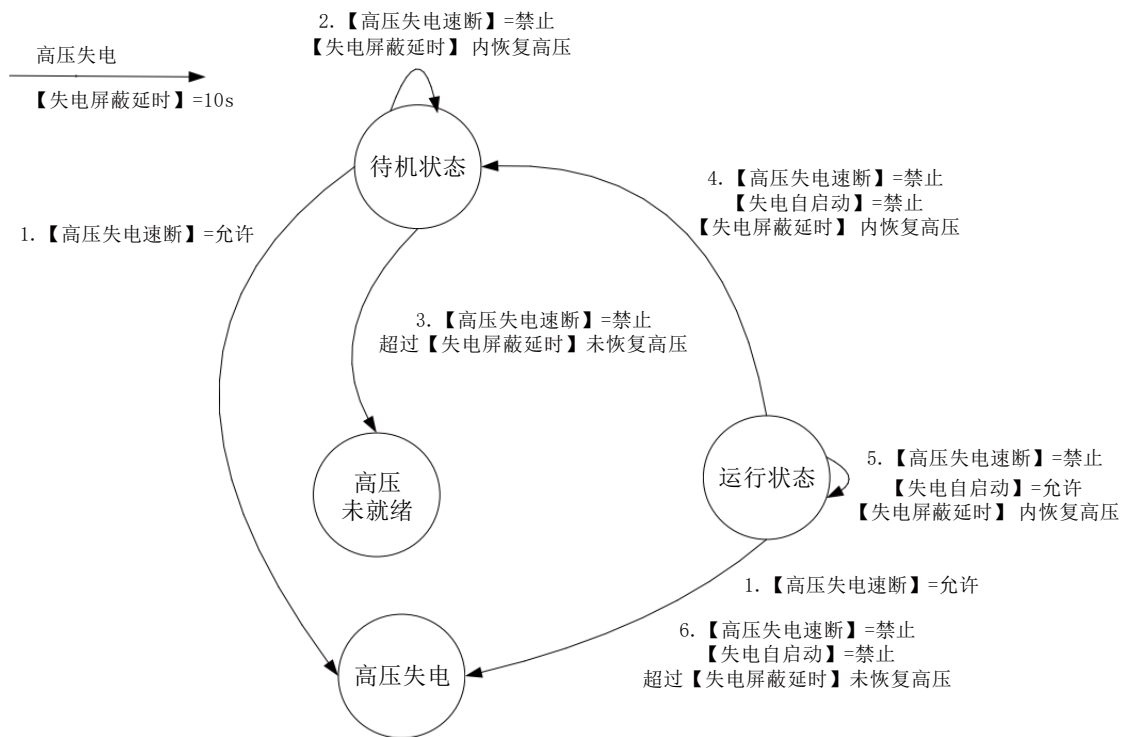 2.【高压失电速断】=禁止
【失电屏蔽延时】 内恢复高压
高压失电
【失电屏蔽延时】=10s
待机状态
4.【高压失电速断】=禁止
【失电自启动】=禁止
【失电屏蔽延时】 内恢复高压
1.【高压失电速断】=允许
3.【高压失电速断】=禁止
超过【失电屏蔽延时】未恢复高压
高压
未就绪
运行状态
5.【高压失电速断】=禁止
【失电自启动】=允许
【失电屏蔽延时】 内恢复高压
1.【高压失电速断】=允许
6.【高压失电速断】=禁止
【失电自启动】=禁止
超过【失电屏蔽延时】未恢复高压
高压失电